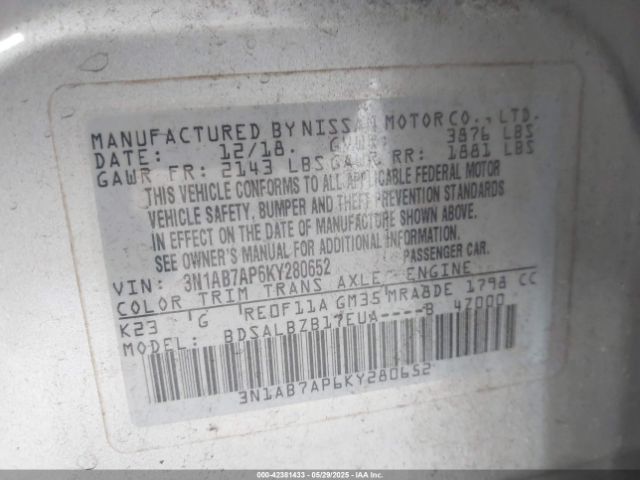 MANUFACTURED BY NISSAN MOTOR CO., LTD.
DATE: 12/18. GVWR: 3876 LBS
GAWR FR: 2143 LBS GAWR RR: 1881 LBS
THIS VEHICLE CONFORMS TO ALL APPLICABLE FEDERAL MOTOR
VEHICLE SAFETY, BUMPER AND THEFT PREVENTION STANDARDS
IN EFFECT ON THE DATE OF MANUFACTURE SHOWN ABOVE.
SEE OWNER'S MANUAL FOR ADDITIONAL INFORMATION.
VIN: 3N1AB7AP6KY280652 PASSENGER CAR.
COLOR TRIM TRANS AXLE ENGINE
K23 G RE0F11A GM35 MRA8DE 1798 CC
MODEL: BDSALBZB17EUA----B 47000
3N1AB7AP6KY280652
000-42381433 - 05/29/2025 - IAA Inc.